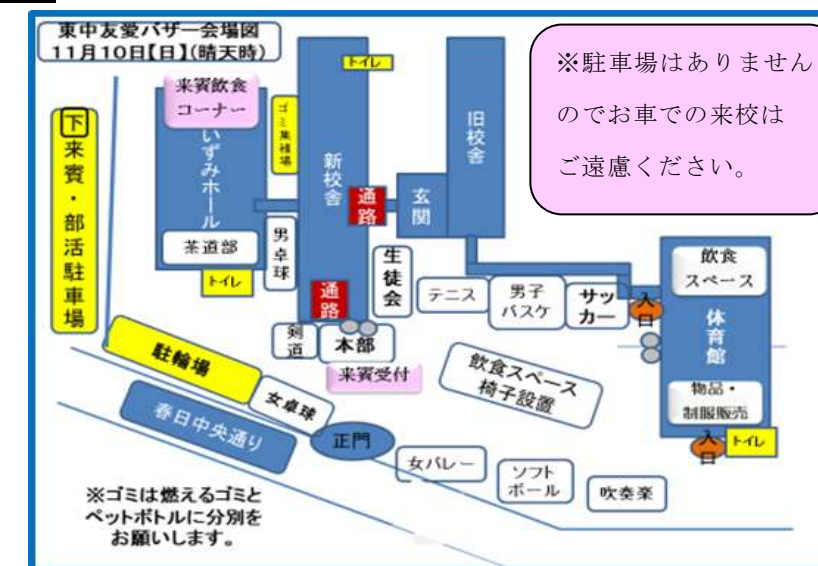 東中友愛バザー会場図
11月10日【日】(晴天時)
※駐車場はありません
のでお車での来校は
ご遠慮ください。
トイレ
来賓飲食
コーナー
いずみホール
茶道部
トイレ
ゴミ集積場
新校舎
旧校舎
通路
玄関
下来賓・部活駐車場
男卓球
通路
生徒会
テニス
男子
バスケ
サッ
カー
入口
飲食
スペース
体育館
物品・
制服販売
入口
トイレ
剣道
本部
来賓受付
飲食スペース
椅子設置
駐輪場
女卓球
春日中央通り
正門
女バレー
ソフト
ボール
吹奏楽
※ゴミは燃えるゴミと
ペットボトルに分別を
お願いします。